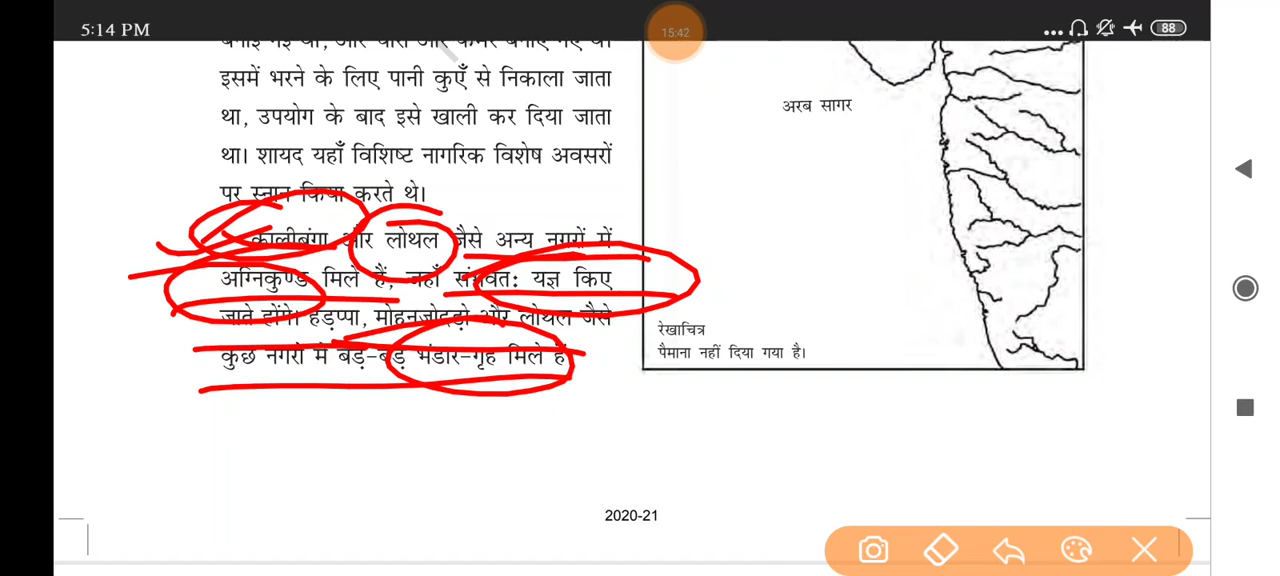 5:14 PM
15:42
88
इसमें भरने के लिए पानी कुएँ से निकाला जाता
था, उपयोग के बाद इसे खाली कर दिया जाता
था। शायद यहाँ विशिष्ट नागरिक विशेष अवसरों
पर स्नान किया करते थे।
कालीबंगा और लोथल जैसे अन्य नगरों में
अग्निकुण्ड मिले हैं, जहाँ संभवतः यज्ञ किए
जाते होंगे। हड़प्पा, मोहनजोदड़ो और लोथल जैसे
कुछ नगरों में बड़े-बड़े भंडार-गृह मिले हैं
अरब सागर
रेखाचित्र
पैमाना नहीं दिया गया है।
2020-21